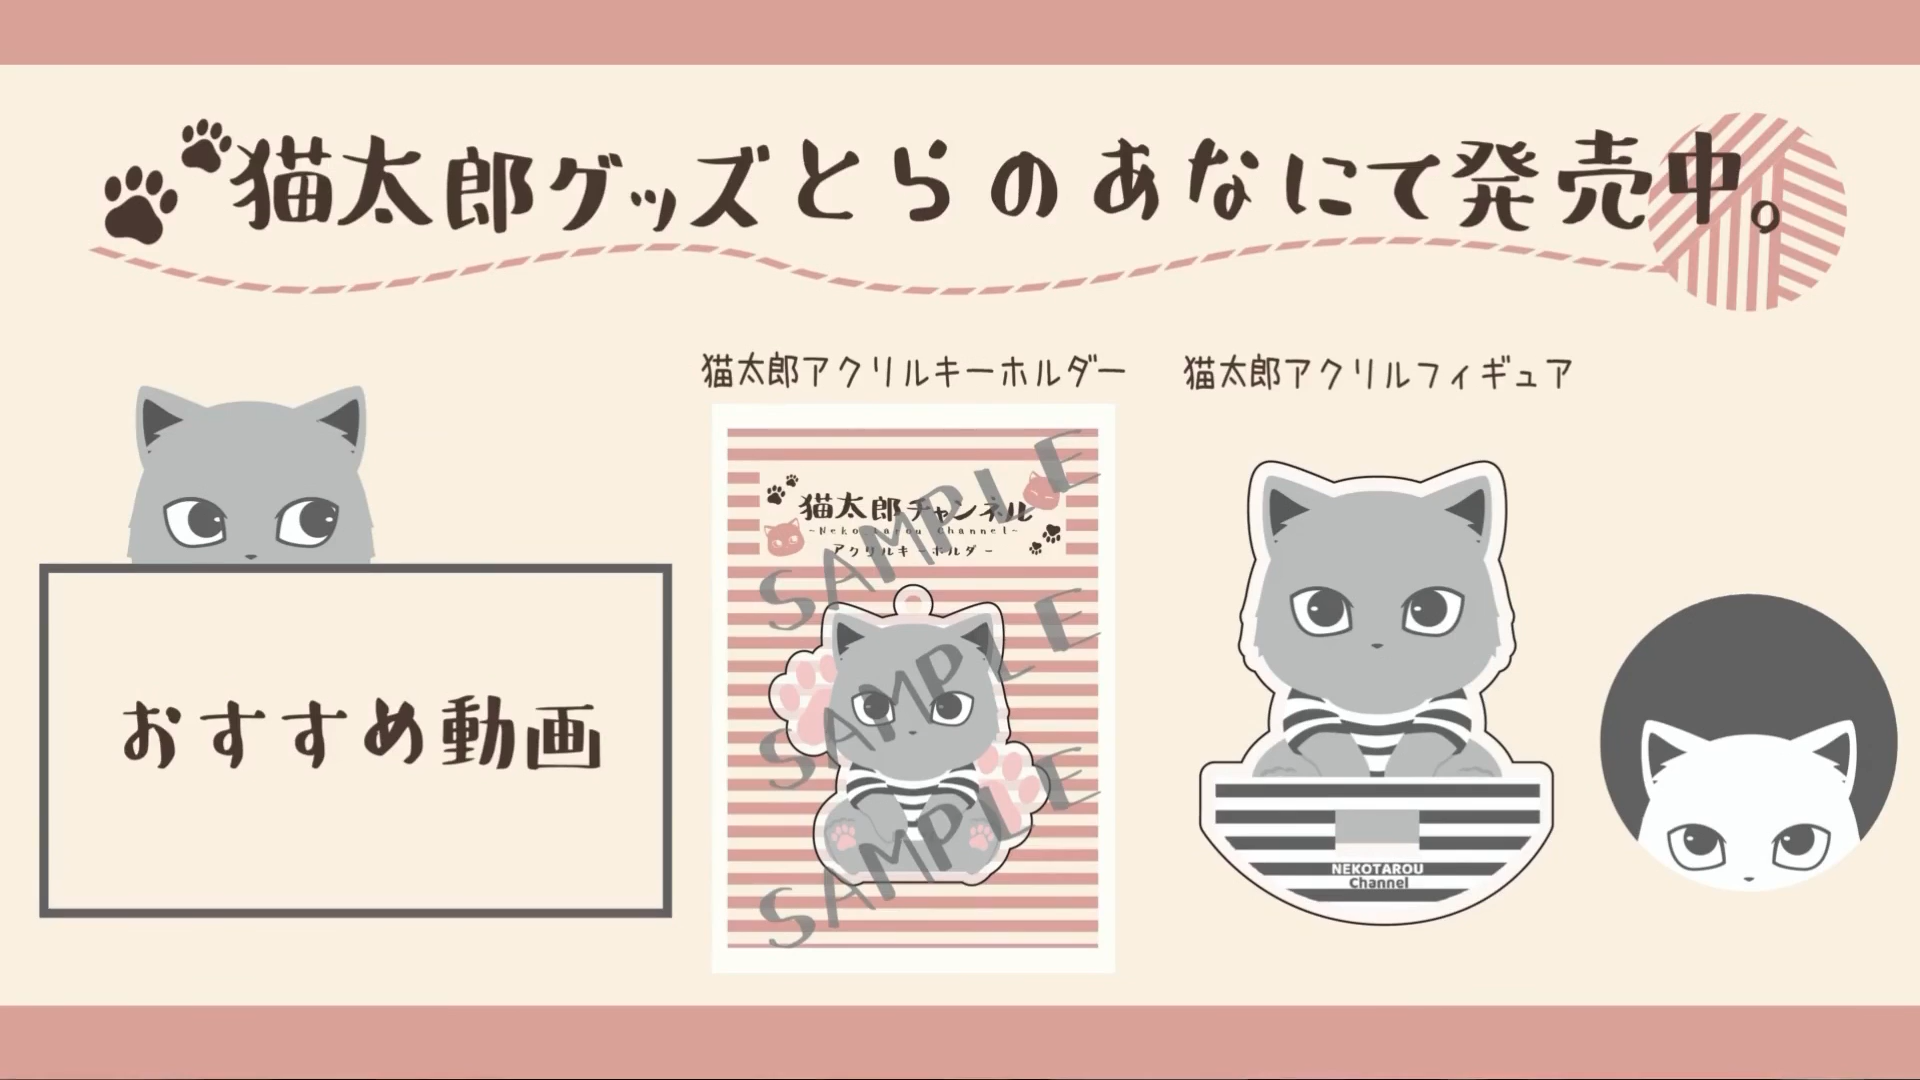 猫太郎グッズとらのあなにて発売中。
猫太郎アクリルキーホルダー
猫太郎アクリルフィギュア
おすすめ動画
猫太郎チャンネル
~Nekotarou Channel~
アクリルキーホルダー
SAMPLE
SAMPLE
SAMPLE
NEKOTAROU
Channel